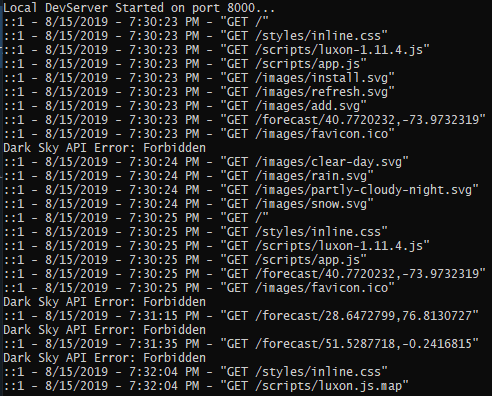 Local DevServer Started on port 8000...
::1 - 8/15/2019 - 7:30:23 PM - "GET /"
::1 - 8/15/2019 - 7:30:23 PM - "GET /styles/inline.css"
::1 - 8/15/2019 - 7:30:23 PM - "GET /scripts/luxon-1.11.4.js"
::1 - 8/15/2019 - 7:30:23 PM - "GET /scripts/app.js"
::1 - 8/15/2019 - 7:30:23 PM - "GET /images/install.svg"
::1 - 8/15/2019 - 7:30:23 PM - "GET /images/refresh.svg"
::1 - 8/15/2019 - 7:30:23 PM - "GET /images/add.svg"
::1 - 8/15/2019 - 7:30:23 PM - "GET /forecast/40.7720232,-73.9732319"
::1 - 8/15/2019 - 7:30:23 PM - "GET /images/favicon.ico"
Dark Sky API Error: Forbidden
::1 - 8/15/2019 - 7:30:24 PM - "GET /images/clear-day.svg"
::1 - 8/15/2019 - 7:30:24 PM - "GET /images/rain.svg"
::1 - 8/15/2019 - 7:30:24 PM - "GET /images/partly-cloudy-night.svg"
::1 - 8/15/2019 - 7:30:24 PM - "GET /images/snow.svg"
::1 - 8/15/2019 - 7:30:25 PM - "GET /"
::1 - 8/15/2019 - 7:30:25 PM - "GET /styles/inline.css"
::1 - 8/15/2019 - 7:30:25 PM - "GET /scripts/luxon-1.11.4.js"
::1 - 8/15/2019 - 7:30:25 PM - "GET /scripts/app.js"
::1 - 8/15/2019 - 7:30:25 PM - "GET /forecast/40.7720232,-73.9732319"
::1 - 8/15/2019 - 7:30:25 PM - "GET /images/favicon.ico"
Dark Sky API Error: Forbidden
::1 - 8/15/2019 - 7:31:15 PM - "GET /forecast/28.6472799,76.8130727"
Dark Sky API Error: Forbidden
::1 - 8/15/2019 - 7:31:35 PM - "GET /forecast/51.5287718,-0.2416815"
Dark Sky API Error: Forbidden
::1 - 8/15/2019 - 7:32:04 PM - "GET /styles/inline.css"
::1 - 8/15/2019 - 7:32:04 PM - "GET /scripts/luxon.js.map"